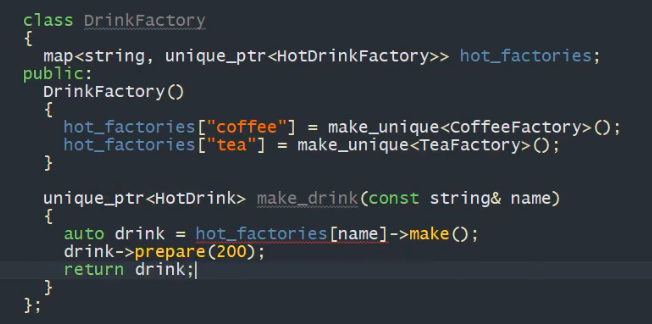 class DrinkFactory
{
  map<string, unique_ptr<HotDrinkFactory>> hot_factories;
public:
  DrinkFactory()
  {
    hot_factories["coffee"] = make_unique<CoffeeFactory>();
    hot_factories["tea"] = make_unique<TeaFactory>();
  }

  unique_ptr<HotDrink> make_drink(const string& name)
  {
    auto drink = hot_factories[name]->make();
    drink->prepare(200);
    return drink;
  }
};